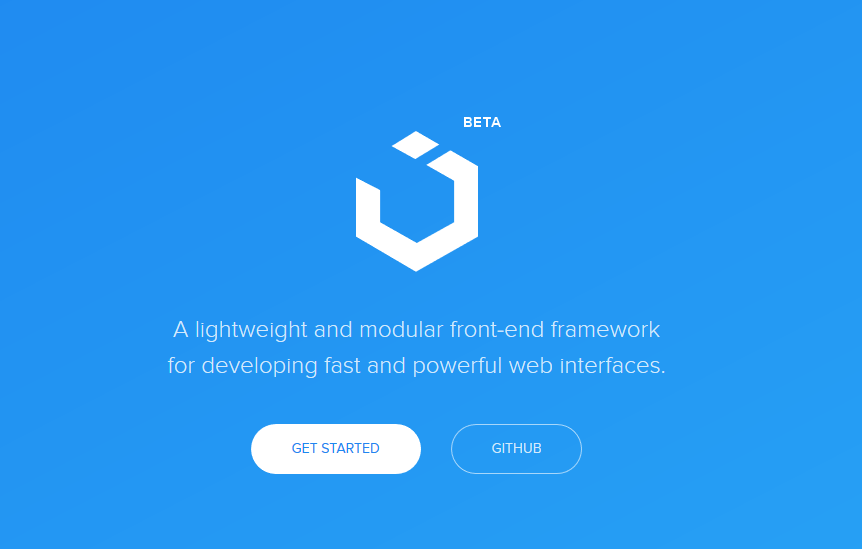 BETA
A lightweight and modular front-end framework
for developing fast and powerful web interfaces.
GET STARTED
GITHUB